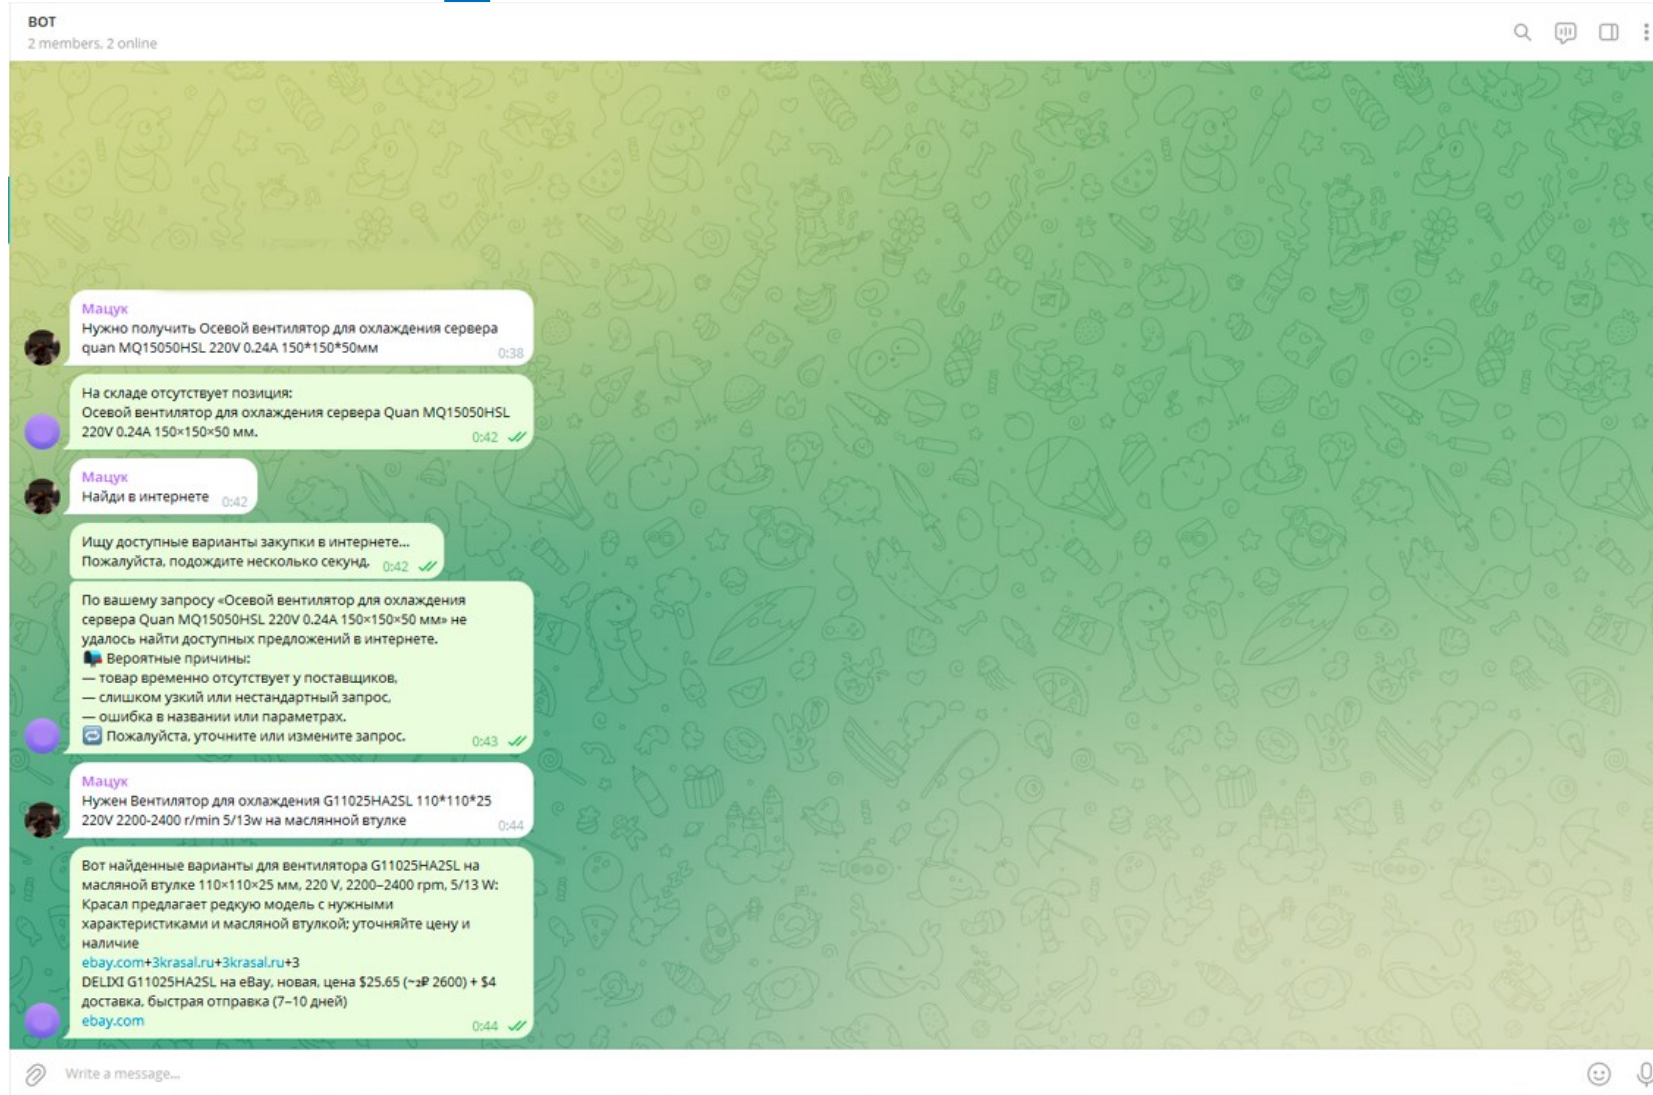 BOT
2 members, 2 online
Мацук
Нужно получить Осевой вентилятор для охлаждения сервера
quan MQ15050HSL 220V 0.24A 150*150*50мм
0:38
На складе отсутствует позиция:
Осевой вентилятор для охлаждения сервера Quan MQ15050HSL
220V 0.24A 150×150×50 мм.
0:42
Мацук
Найди в интернете
0:42
Ищу доступные варианты закупки в интернете...
Пожалуйста, подождите несколько секунд.
0:42
По вашему запросу «Осевой вентилятор для охлаждения
сервера Quan MQ15050HSL 220V 0.24A 150×150×50 мм» не
удалось найти доступных предложений в интернете.
Вероятные причины:
— товар временно отсутствует у поставщиков,
— слишком узкий или нестандартный запрос,
— ошибка в названии или параметрах.
Пожалуйста, уточните или измените запрос.
0:43
Мацук
Нужен Вентилятор для охлаждения G11025HA2SL 110*110*25
220V 2200-2400 r/min 5/13w на маслянной втулке
0:44
Вот найденные варианты для вентилятора G11025HA2SL на
масляной втулке 110×110×25 мм, 220 V, 2200–2400 rpm, 5/13 W:
Красал предлагает редкую модель с нужными
характеристиками и масляной втулкой; уточняйте цену и
наличие
ebay.com+3krasal.ru+3krasal.ru+3
DELIXI G11025HA2SL на eBay, новая, цена $25.65 (~₽ 2600) + $4
доставка, быстрая отправка (7–10 дней)
ebay.com
0:44
Write a message...